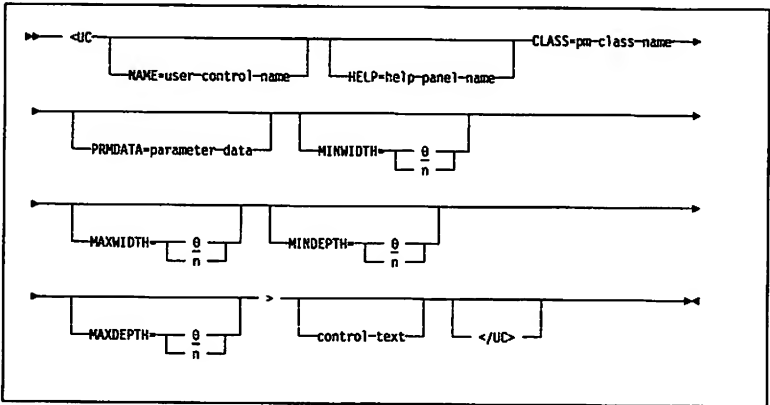 <UC CLASS=pm-class-name
NAME=user-control-name HELP=help-panel-name
PRMDATA=parameter-data MINWIDTH= 0
n
MAXWIDTH= 0 MINDEPTH= 0
n n
MAXDEPTH= 0 > control-text </UC>
n